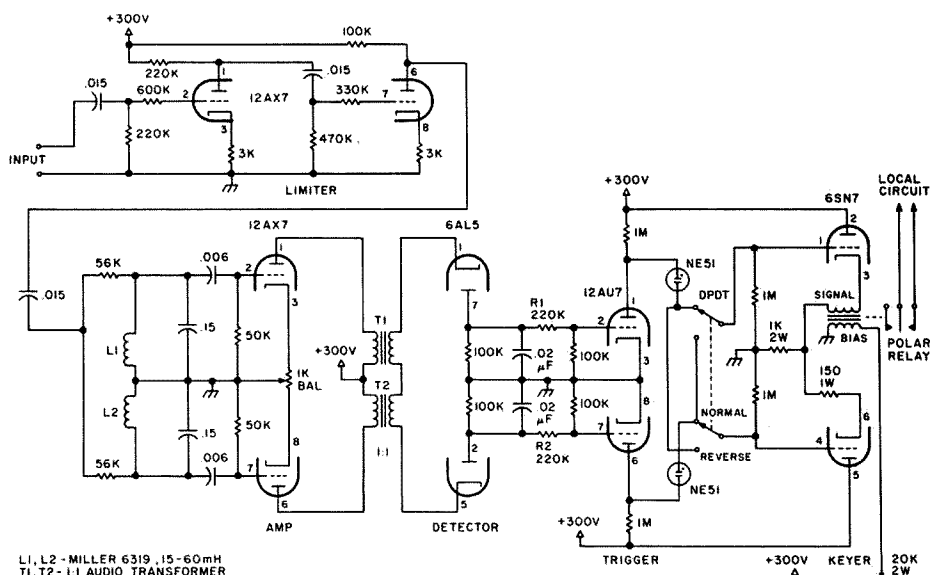 +300V
100K
220K
.015
.015
600K
2
1
12AX7
3
330K
7
6
8
220K
3K
470K
3K
INPUT
LIMITER
LOCAL
CIRCUIT
+300V
6SN7
12AX7
6AL5
1M
NE51
DPDT
56K
.006
2
1
3
T1
1
7
R1
220K
12AU7
2
1
3
1
2
3
SIGNAL
BIAS
POLAR
RELAY
.015
L1
.15
50K
+300V
1K
BAL
100K
.02
µF
100K
1M
1K
2W
L2
.15
50K
T2
1:1
100K
.02
µF
100K
NORMAL
REVERSE
1M
150
1W
56K
.006
7
8
6
2
5
R2
220K
7
8
6
NE51
4
6
5
AMP
DETECTOR
+300V
1M
TRIGGER
+300V
KEYER
20K
2W
L1, L2 - MILLER 6319, 15-60mH
T1, T2 - 1:1 AUDIO TRANSFORMER